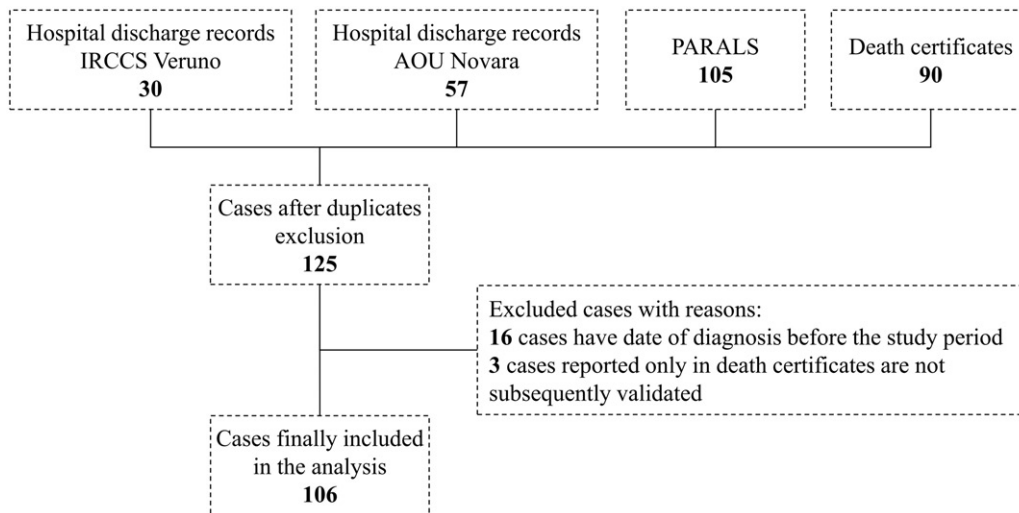 Hospital discharge records
IRCCS Veruno
30
Hospital discharge records
AOU Novara
57
PARALS
105
Death certificates
90
Cases after duplicates
exclusion
125
Excluded cases with reasons:
16 cases have date of diagnosis before the study period
3 cases reported only in death certificates are not
subsequently validated
Cases finally included
in the analysis
106